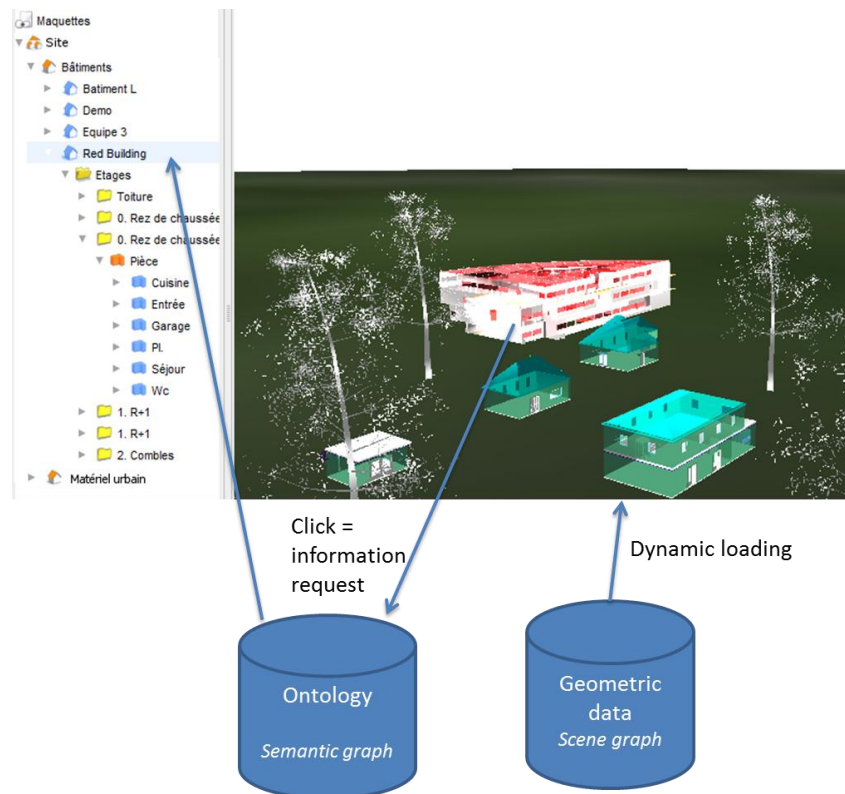 Maquettes
Site
Bâtiments
Batiment L
Demo
Equipe 3
Red Building
Etages
Toiture
0. Rez de chaussée
0. Rez de chaussée
Pièce
Cuisine
Entrée
Garage
Pl.
Séjour
Wc
1. R+1
1. R+1
2. Combles
Matériel urbain
Click =
information
request
Dynamic loading
Ontology
Semantic graph
Geometric
data
Scene graph